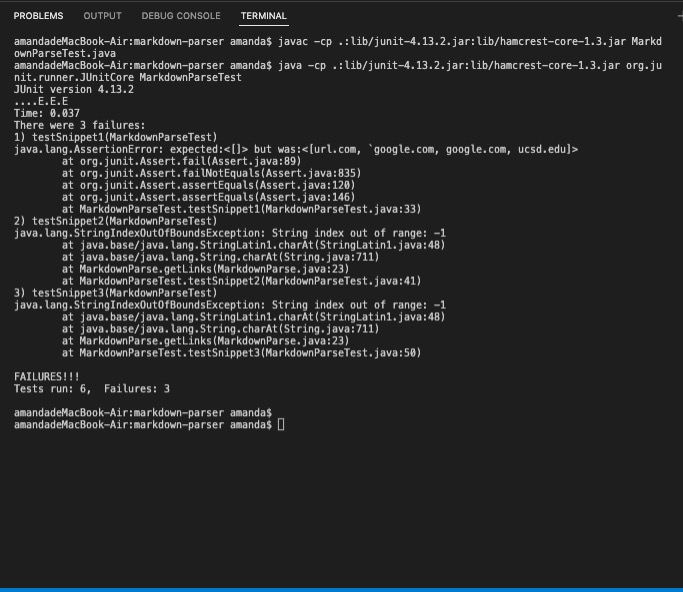 PROBLEMS OUTPUT DEBUG CONSOLE TERMINAL
amandadeMacBook-Air:markdown-parser amanda$ javac -cp .:lib/junit-4.13.2.jar:lib/hamcrest-core-1.3.jar Markd
ownParseTest.java
amandadeMacBook-Air:markdown-parser amanda$ java -cp .:lib/junit-4.13.2.jar:lib/hamcrest-core-1.3.jar org.ju
nit.runner.JUnitCore MarkdownParseTest
JUnit version 4.13.2
....E.E.E
Time: 0.037
There were 3 failures:
1) testSnippet1(MarkdownParseTest)
java.lang.AssertionError: expected:<[]> but was:<[url.com, `google.com, google.com, ucsd.edu]>
        at org.junit.Assert.fail(Assert.java:89)
        at org.junit.Assert.failNotEquals(Assert.java:835)
        at org.junit.Assert.assertEquals(Assert.java:120)
        at org.junit.Assert.assertEquals(Assert.java:146)
        at MarkdownParseTest.testSnippet1(MarkdownParseTest.java:33)
2) testSnippet2(MarkdownParseTest)
java.lang.StringIndexOutOfBoundsException: String index out of range: -1
        at java.base/java.lang.StringLatin1.charAt(StringLatin1.java:48)
        at java.base/java.lang.String.charAt(String.java:711)
        at MarkdownParse.getLinks(MarkdownParse.java:23)
        at MarkdownParseTest.testSnippet2(MarkdownParseTest.java:41)
3) testSnippet3(MarkdownParseTest)
java.lang.StringIndexOutOfBoundsException: String index out of range: -1
        at java.base/java.lang.StringLatin1.charAt(StringLatin1.java:48)
        at java.base/java.lang.String.charAt(String.java:711)
        at MarkdownParse.getLinks(MarkdownParse.java:23)
        at MarkdownParseTest.testSnippet3(MarkdownParseTest.java:50)
FAILURES!!!
Tests run: 6,  Failures: 3
amandadeMacBook-Air:markdown-parser amanda$
amandadeMacBook-Air:markdown-parser amanda$